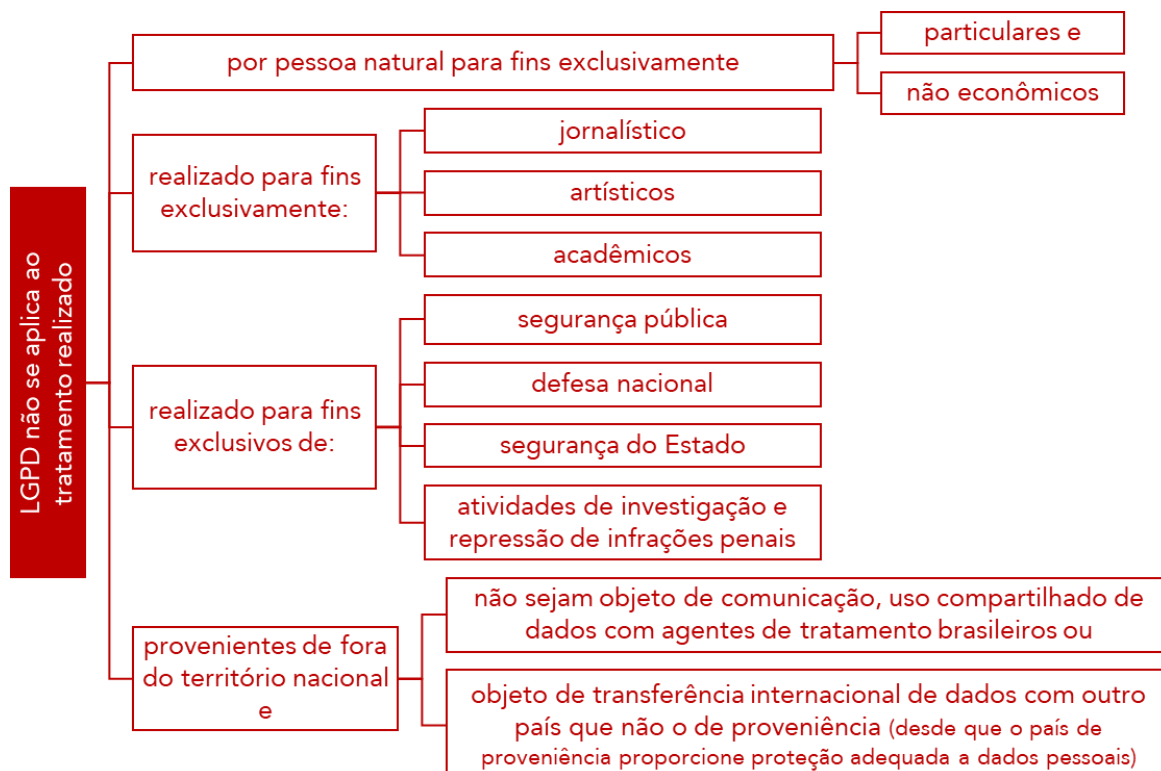 LGPD não se aplica ao
tratamento realizado
por pessoa natural para fins exclusivamente
particulares e
não econômicos
realizado para fins
exclusivamente:
jornalístico
artísticos
acadêmicos
realizado para fins
exclusivos de:
segurança pública
defesa nacional
segurança do Estado
atividades de investigação e
repressão de infrações penais
provenientes de fora
do território nacional
e
não sejam objeto de comunicação, uso compartilhado de
dados com agentes de tratamento brasileiros ou
objeto de transferência internacional de dados com outro
país que não o de proveniência (desde que o país de
proveniência proporcione proteção adequada a dados pessoais)